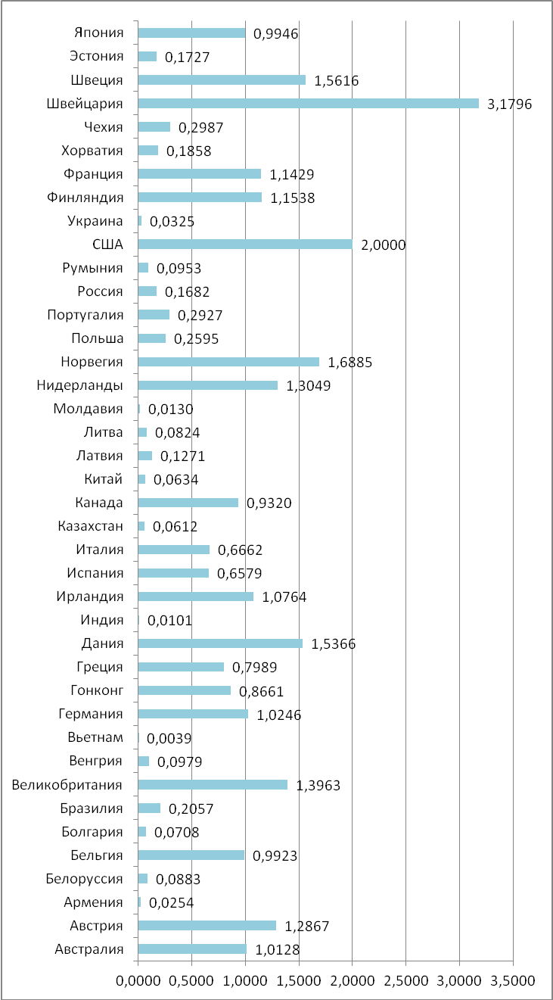 Япония 0,9946
Эстония 0,1727
Швеция 1,5616
Швейцария 3,1796
Чехия 0,2987
Хорватия 0,1858
Франция 1,1429
Финляндия 1,1538
Украина 0,0325
США 2,0000
Румыния 0,0953
Россия 0,1682
Португалия 0,2927
Польша 0,2595
Норвегия 1,6885
Нидерланды 1,3049
Молдавия 0,0130
Литва 0,0824
Латвия 0,1271
Китай 0,0634
Канада 0,9320
Казахстан 0,0612
Италия 0,6662
Испания 0,6579
Ирландия 1,0764
Индия 0,0101
Дания 1,5366
Греция 0,7989
Гонконг 0,8661
Германия 1,0246
Вьетнам 0,0039
Венгрия 0,0979
Великобритания 1,3963
Бразилия 0,2057
Болгария 0,0708
Бельгия 0,9923
Белоруссия 0,0883
Армения 0,0254
Австрия 1,2867
Австралия 1,0128
0,0000 0,5000 1,0000 1,5000 2,0000 2,5000 3,0000 3,5000